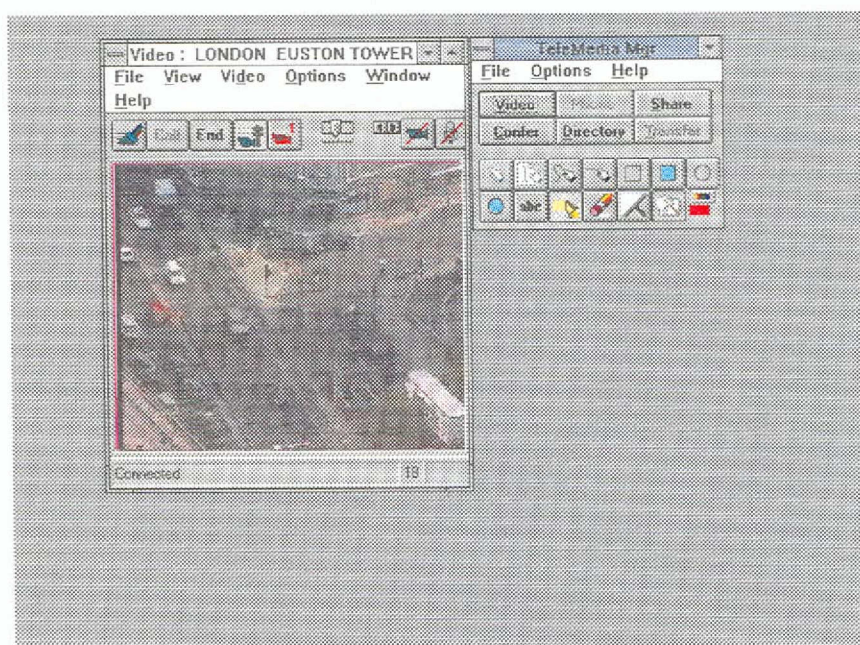 Video : LONDON EUSTON TOWER
File View Video Options Window
Help
Call End
Connected 18
TeleMedia Mgr
File Options Help
Video Share
Confer Directory Transfer
abc